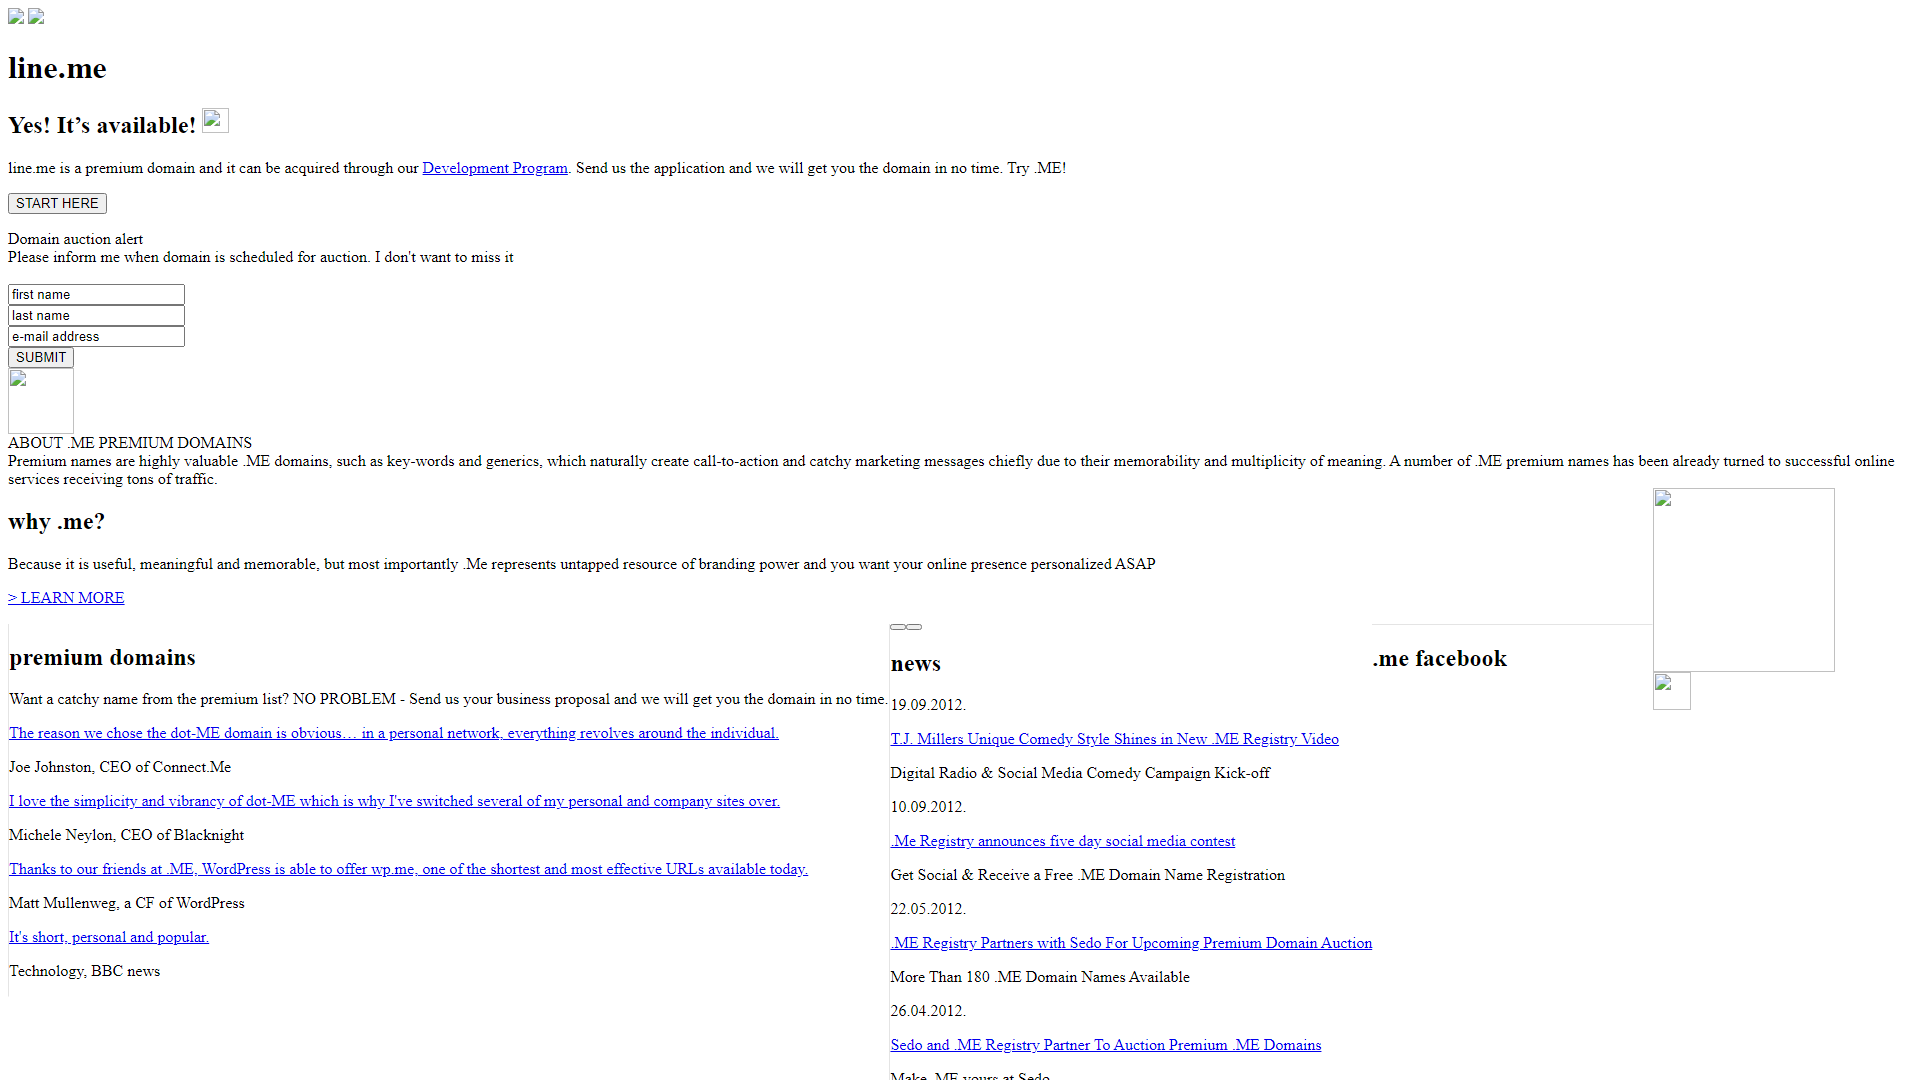 line.me
Yes! It’s available!
line.me is a premium domain and it can be acquired through our Development Program. Send us the application and we will get you the domain in no time. Try .ME!
START HERE
Domain auction alert
Please inform me when domain is scheduled for auction. I don't want to miss it
first name
last name
e-mail address
SUBMIT
ABOUT .ME PREMIUM DOMAINS
Premium names are highly valuable .ME domains, such as key-words and generics, which naturally create call-to-action and catchy marketing messages chiefly due to their memorability and multiplicity of meaning. A number of .ME premium names has been already turned to successful online
services receiving tons of traffic.
why .me?
Because it is useful, meaningful and memorable, but most importantly .Me represents untapped resource of branding power and you want your online presence personalized ASAP
> LEARN MORE
premium domains
Want a catchy name from the premium list? NO PROBLEM - Send us your business proposal and we will get you the domain in no time.
The reason we chose the dot-ME domain is obvious… in a personal network, everything revolves around the individual.
Joe Johnston, CEO of Connect.Me
I love the simplicity and vibrancy of dot-ME which is why I've switched several of my personal and company sites over.
Michele Neylon, CEO of Blacknight
Thanks to our friends at .ME, WordPress is able to offer wp.me, one of the shortest and most effective URLs available today.
Matt Mullenweg, a CF of WordPress
It's short, personal and popular.
Technology, BBC news
news
19.09.2012.
T.J. Millers Unique Comedy Style Shines in New .ME Registry Video
Digital Radio & Social Media Comedy Campaign Kick-off
10.09.2012.
.Me Registry announces five day social media contest
Get Social & Receive a Free .ME Domain Name Registration
22.05.2012.
.ME Registry Partners with Sedo For Upcoming Premium Domain Auction
More Than 180 .ME Domain Names Available
26.04.2012.
Sedo and .ME Registry Partner To Auction Premium .ME Domains
Make .ME yours at Sedo
.me facebook